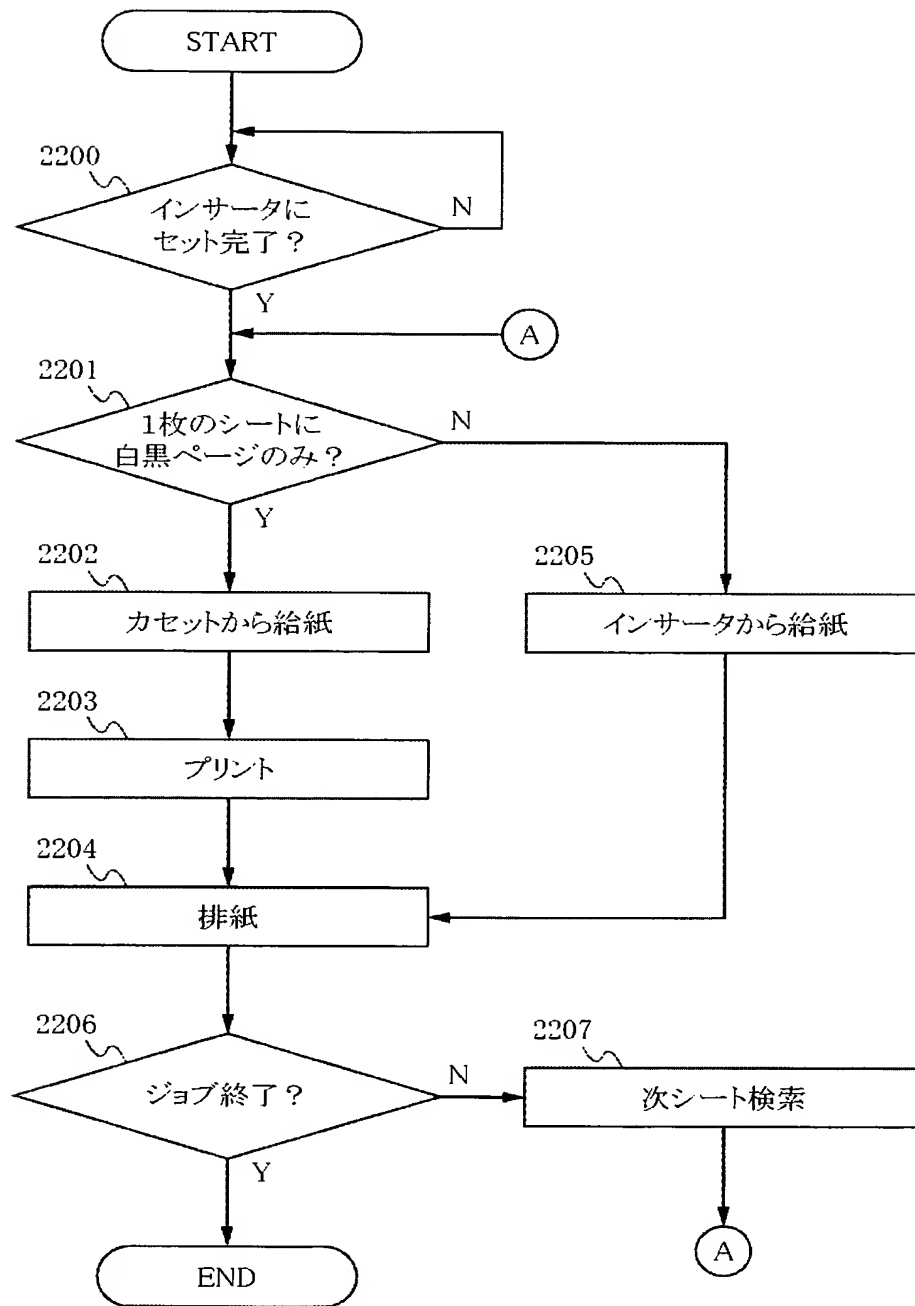 START
2200
インサータに
セット完了？
N
Y
A
2201
1枚のシートに
白黒ページのみ？
N
Y
2202
カセットから給紙
2205
インサータから給紙
2203
プリント
2204
排紙
2206
ジョブ終了？
N
Y
2207
次シート検索
A
END